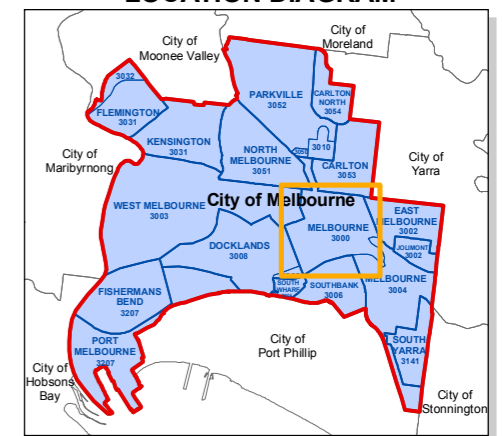 LOCATION DIAGRAM
City of
Moonee Valley
City of
Moreland
3032
FLEMINGTON
3031
PARKVILLE
3052
CARLTON
NORTH
3054
KENSINGTON
3031
NORTH
MELBOURNE
3051
3050
3010
CARLTON
3053
City of
Maribyrnong
City of
Yarra
City of Melbourne
WEST MELBOURNE
3003
MELBOURNE
3000
EAST
MELBOURNE
3002
JOLIMONT
3002
DOCKLANDS
3008
SOUTH
WHARF
SOUTHBANK
3006
MELBOURNE
3004
FISHERMANS
BEND
3207
PORT
MELBOURNE
3207
SOUTH
YARRA
3141
City of
Port Phillip
City of
Hobsons
Bay
City of
Stonnington